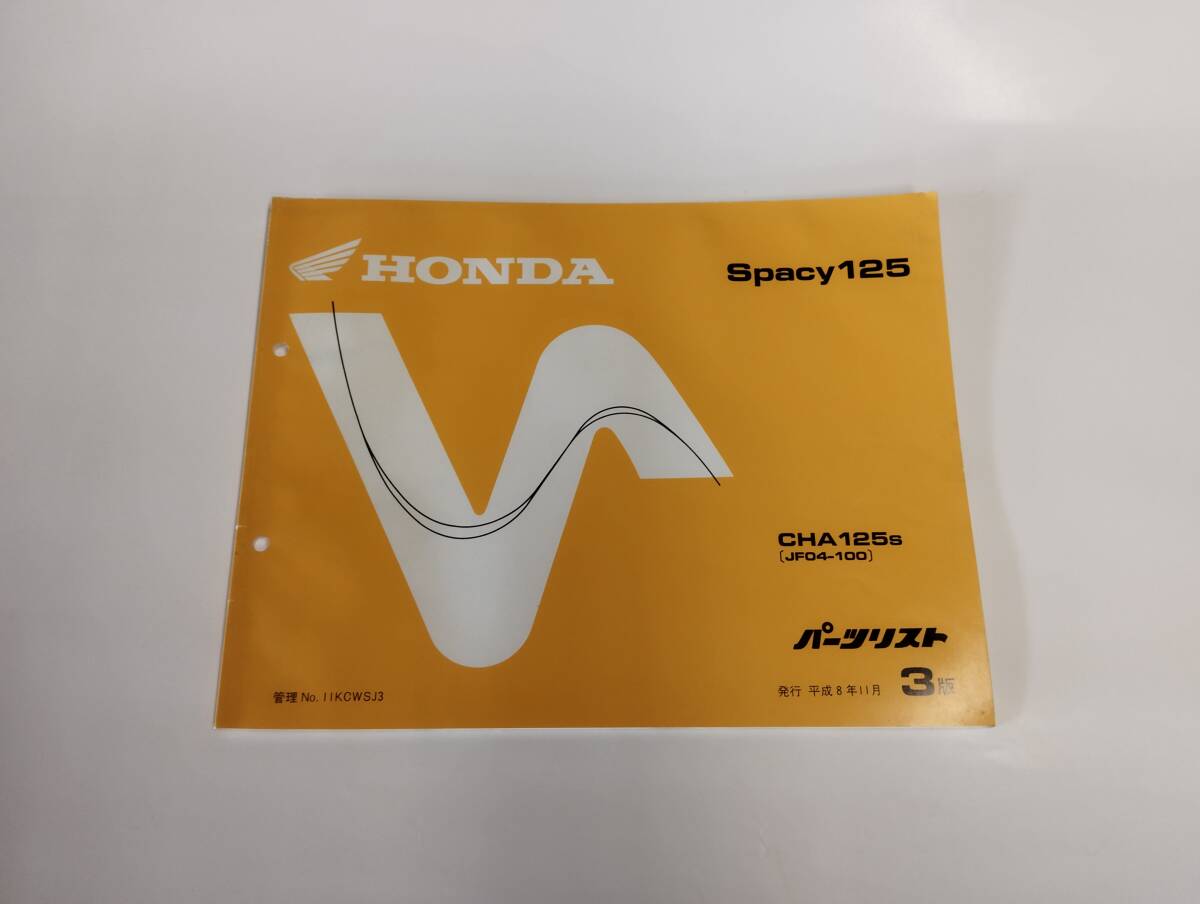 HONDA
Spacy125
CHA125s
〔JF04-100〕
パーツリスト
管理 No. 11KCWSJ3
発行 平成8年11月 3版